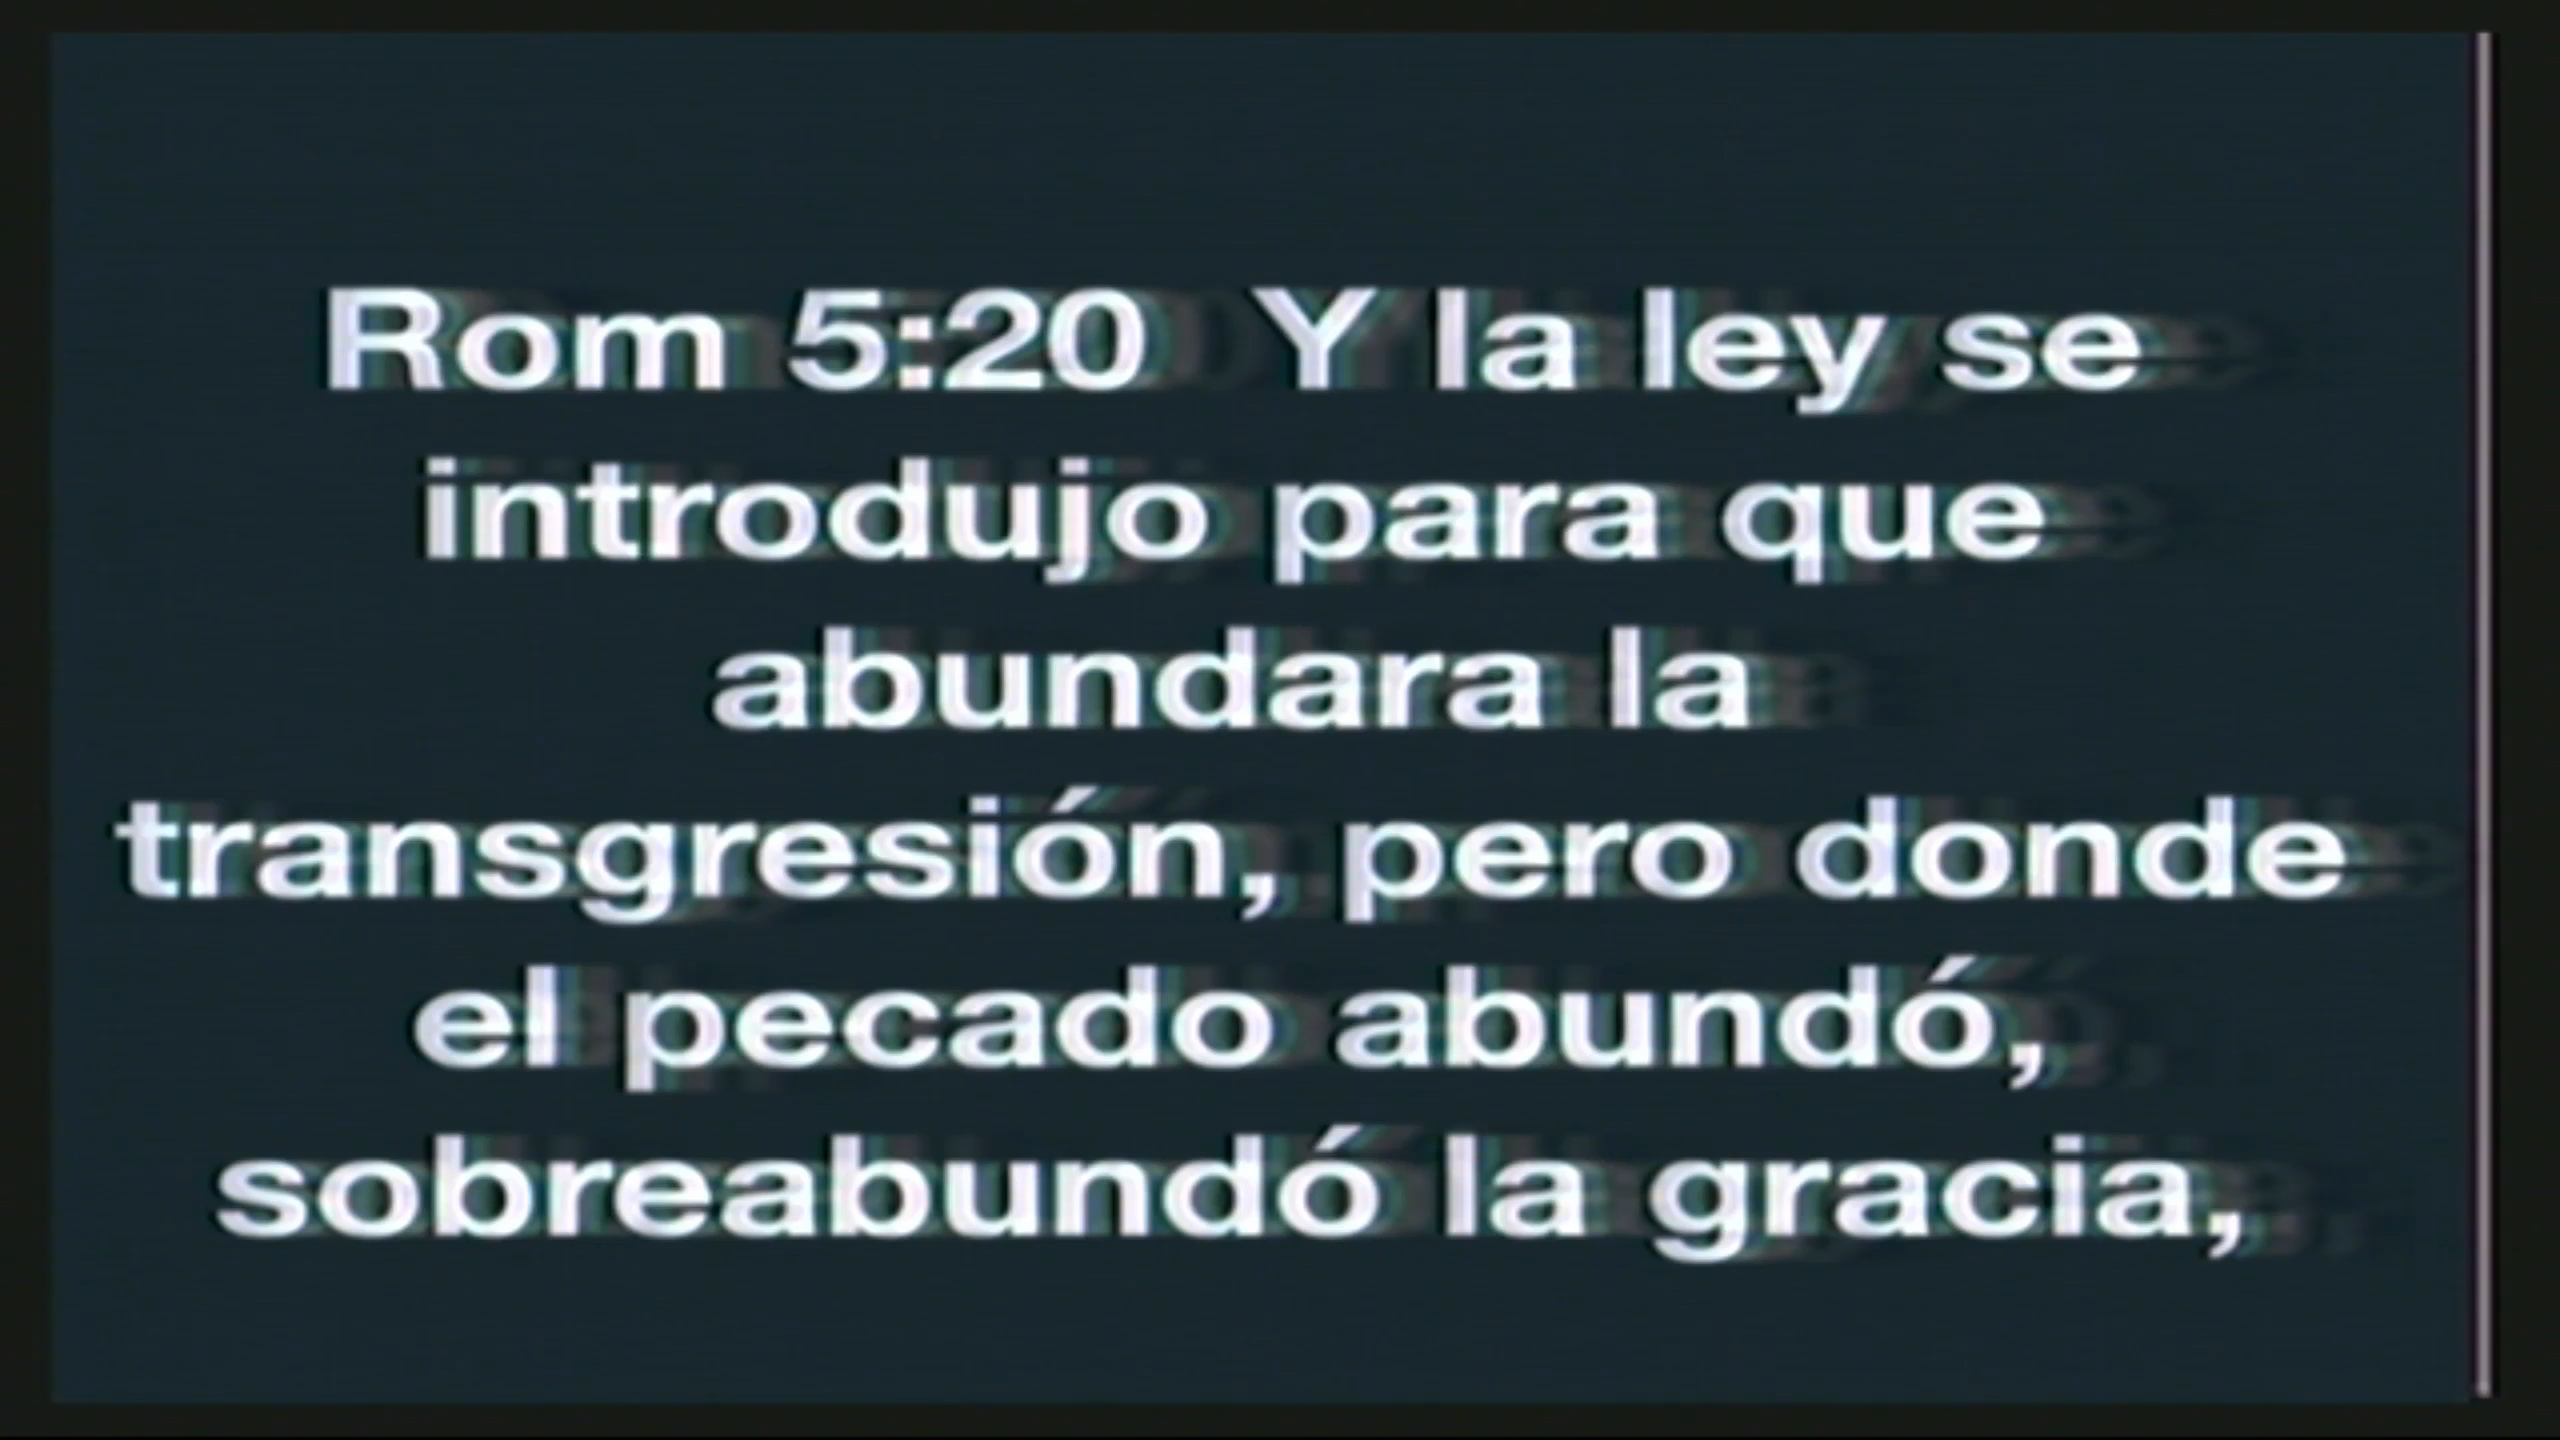 Rom 5:20  Y la ley se
introdujo para que
abundara la
transgresión, pero donde
el pecado abundó,
sobreabundó la gracia,